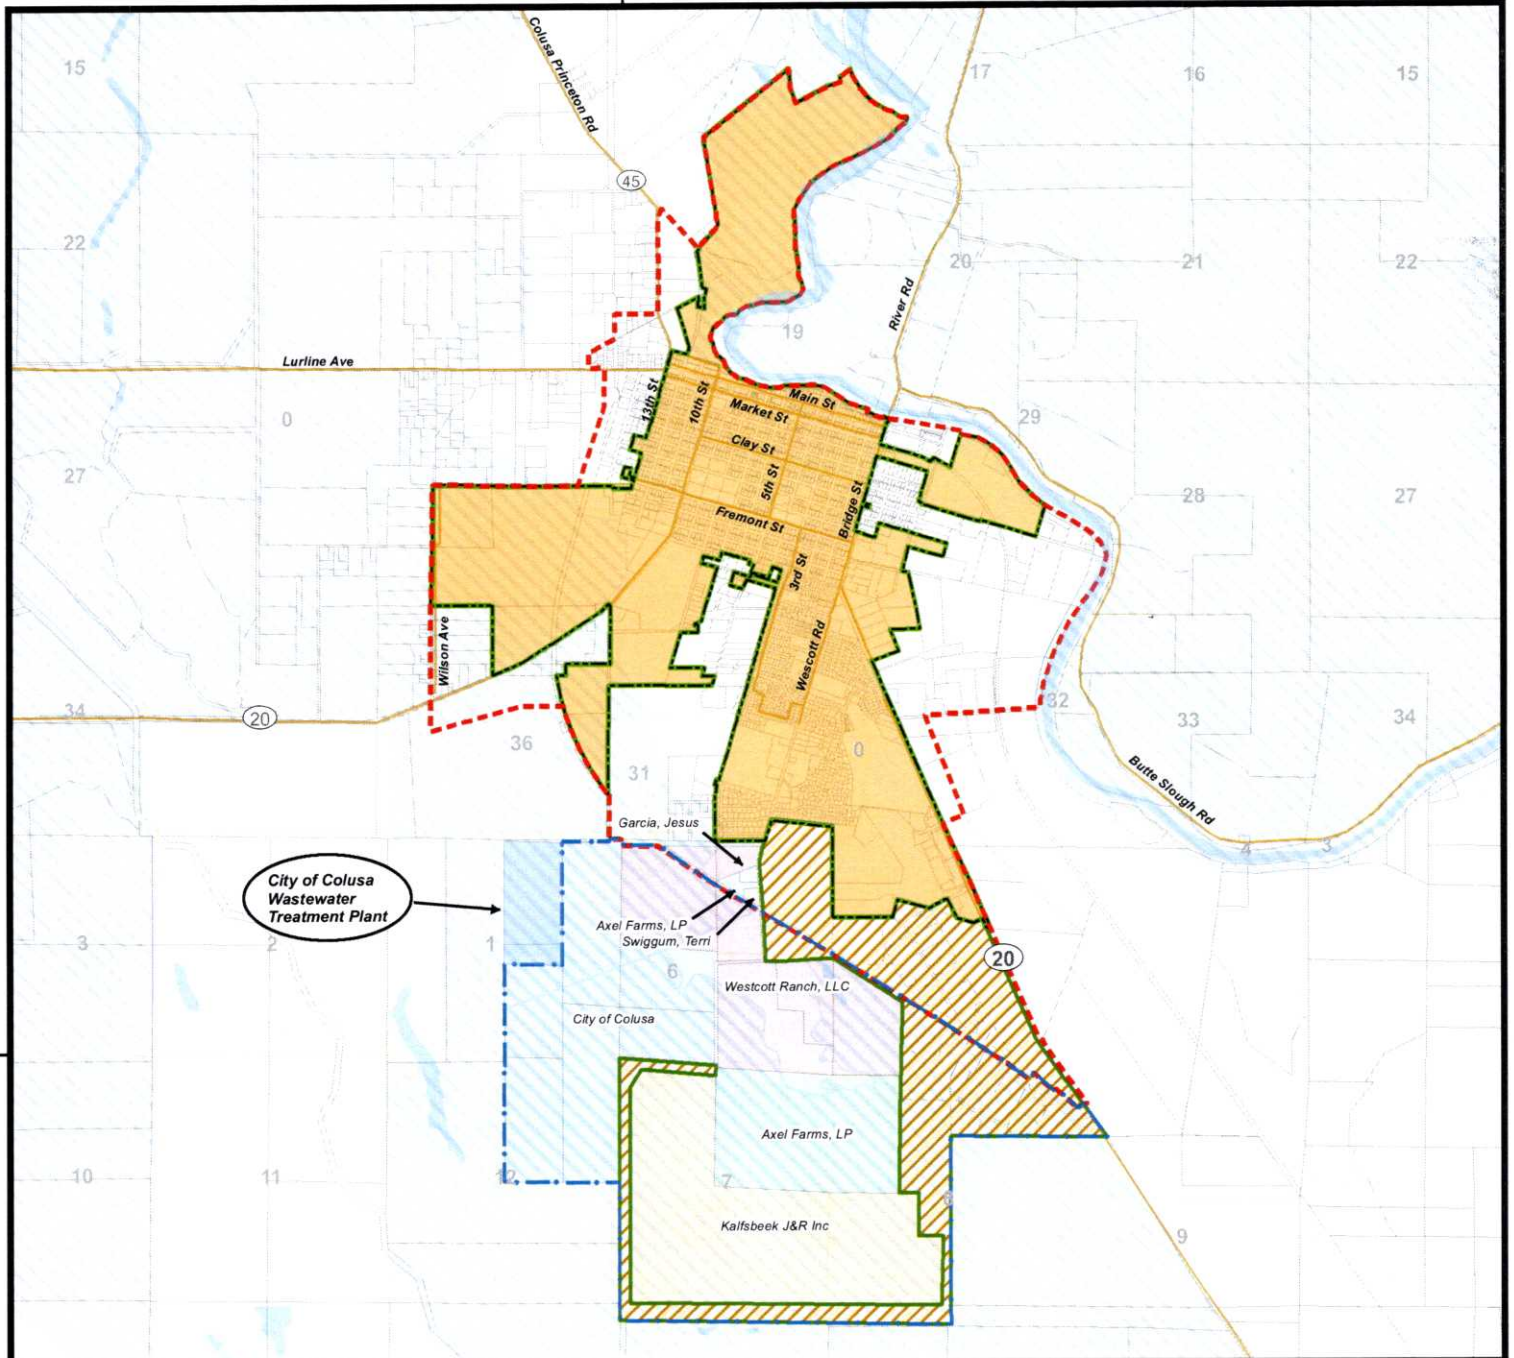 15
Colusa Princeton Rd
17
16
15
45
22
20
21
22
River Rd
19
Lurline Ave
13th St
10th St
Main St
Market St
0
29
Clay St
27
5th St
28
27
Bridge St
Fremont St
3rd St
Wilson Ave
Wescott Rd
34
20
32
33
34
36
0
31
Butte Slough Rd
Garcia, Jesus
4
3
City of Colusa
Wastewater
Treatment Plant
Axel Farms, LP
Swiggum, Terri
3
2
1
20
6
Westcott Ranch, LLC
City of Colusa
Axel Farms, LP
10
11
12
7
8
Kalfsbeek J&R Inc
9